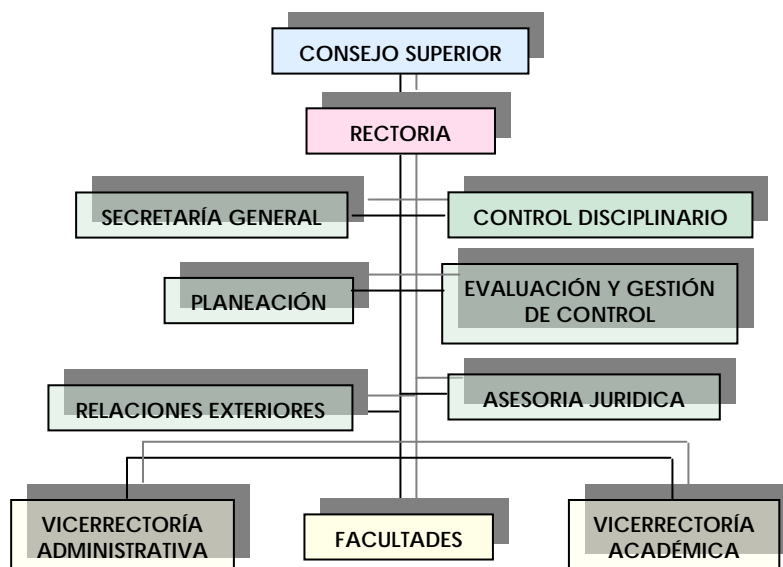 CONSEJO SUPERIOR
RECTORIA
SECRETARÍA GENERAL
CONTROL DISCIPLINARIO
PLANEACIÓN
EVALUACIÓN Y GESTIÓN
DE CONTROL
RELACIONES EXTERIORES
ASESORIA JURIDICA
VICERRECTORÍA
ADMINISTRATIVA
FACULTADES
VICERRECTORÍA
ACADÉMICA